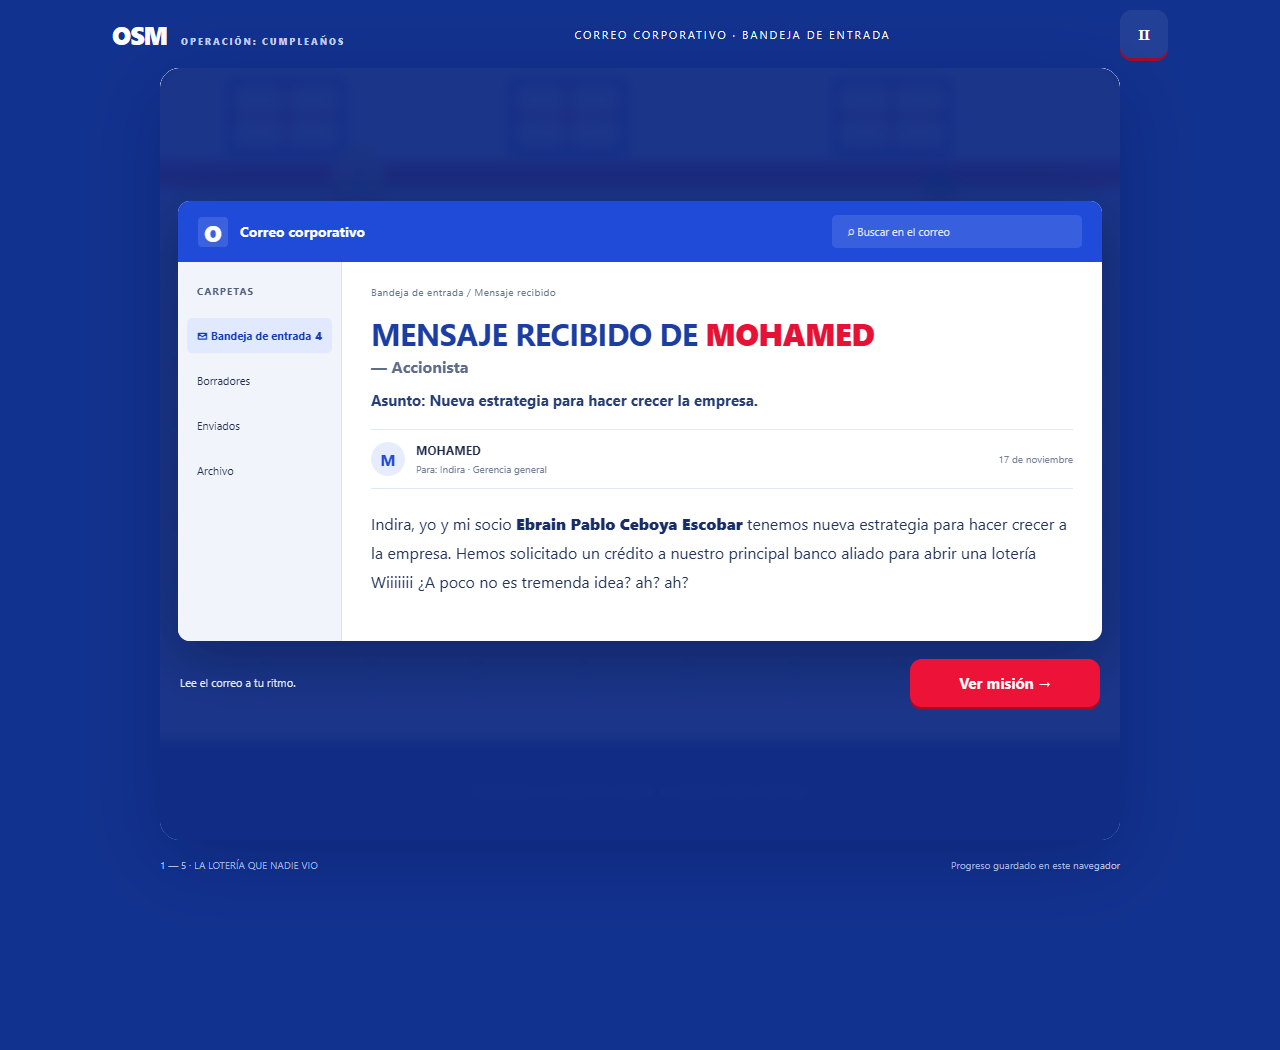 OSM OPERACIÓN: CUMPLEAÑOS
CORREO CORPORATIVO · BANDEJA DE ENTRADA
II
O Correo corporativo
⌕ Buscar en el correo
CARPETAS
✉ Bandeja de entrada 4
Borradores
Enviados
Archivo
Bandeja de entrada / Mensaje recibido
MENSAJE RECIBIDO DE MOHAMED
— Accionista
Asunto: Nueva estrategia para hacer crecer la empresa.
M
MOHAMED
Para: Indira · Gerencia general
17 de noviembre
Indira, yo y mi socio Ebrain Pablo Ceboya Escobar tenemos nueva estrategia para hacer crecer a
la empresa. Hemos solicitado un crédito a nuestro principal banco aliado para abrir una lotería
Wiiiiiii ¿A poco no es tremenda idea? ah? ah?
Lee el correo a tu ritmo.
Ver misión →
1 — 5 · LA LOTERÍA QUE NADIE VIO
Progreso guardado en este navegador